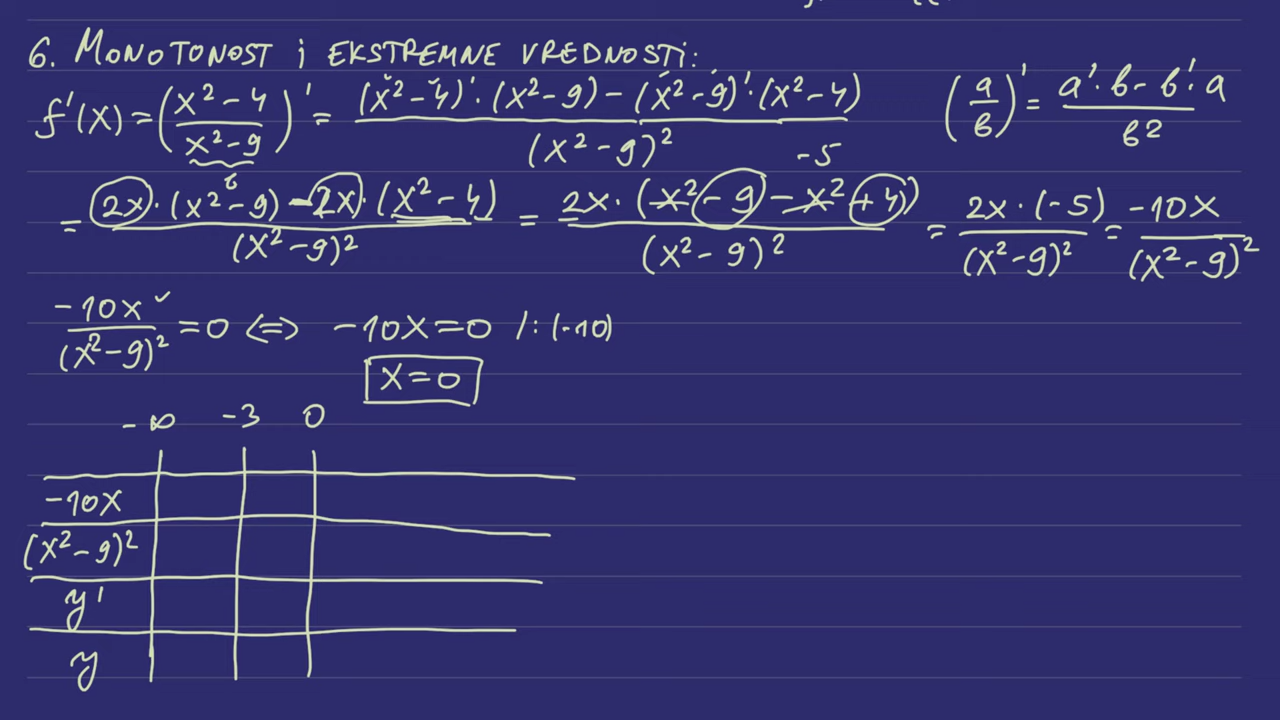 6. MONOTONOST i EKSTREMNE VREDNOSTi:
f'(x) = (x² - 4 / x² - 9)' = (x² - 4)' · (x² - 9) - (x² - 9)' · (x² - 4) / (x² - 9)²
(a / b)' = a' · b - b' · a / b²
-5
= 2x · (x² - 9) - 2x · (x² - 4) / (x² - 9)² = 2x · (x² - 9 - x² + 4) / (x² - 9)² = 2x · (-5) / (x² - 9)² = -10x / (x² - 9)²
-10x / (x² - 9)² = 0 <=> -10x = 0 /: (-10)
x = 0
-∞ -3 0
-10x
(x² - 9)²
y'
y